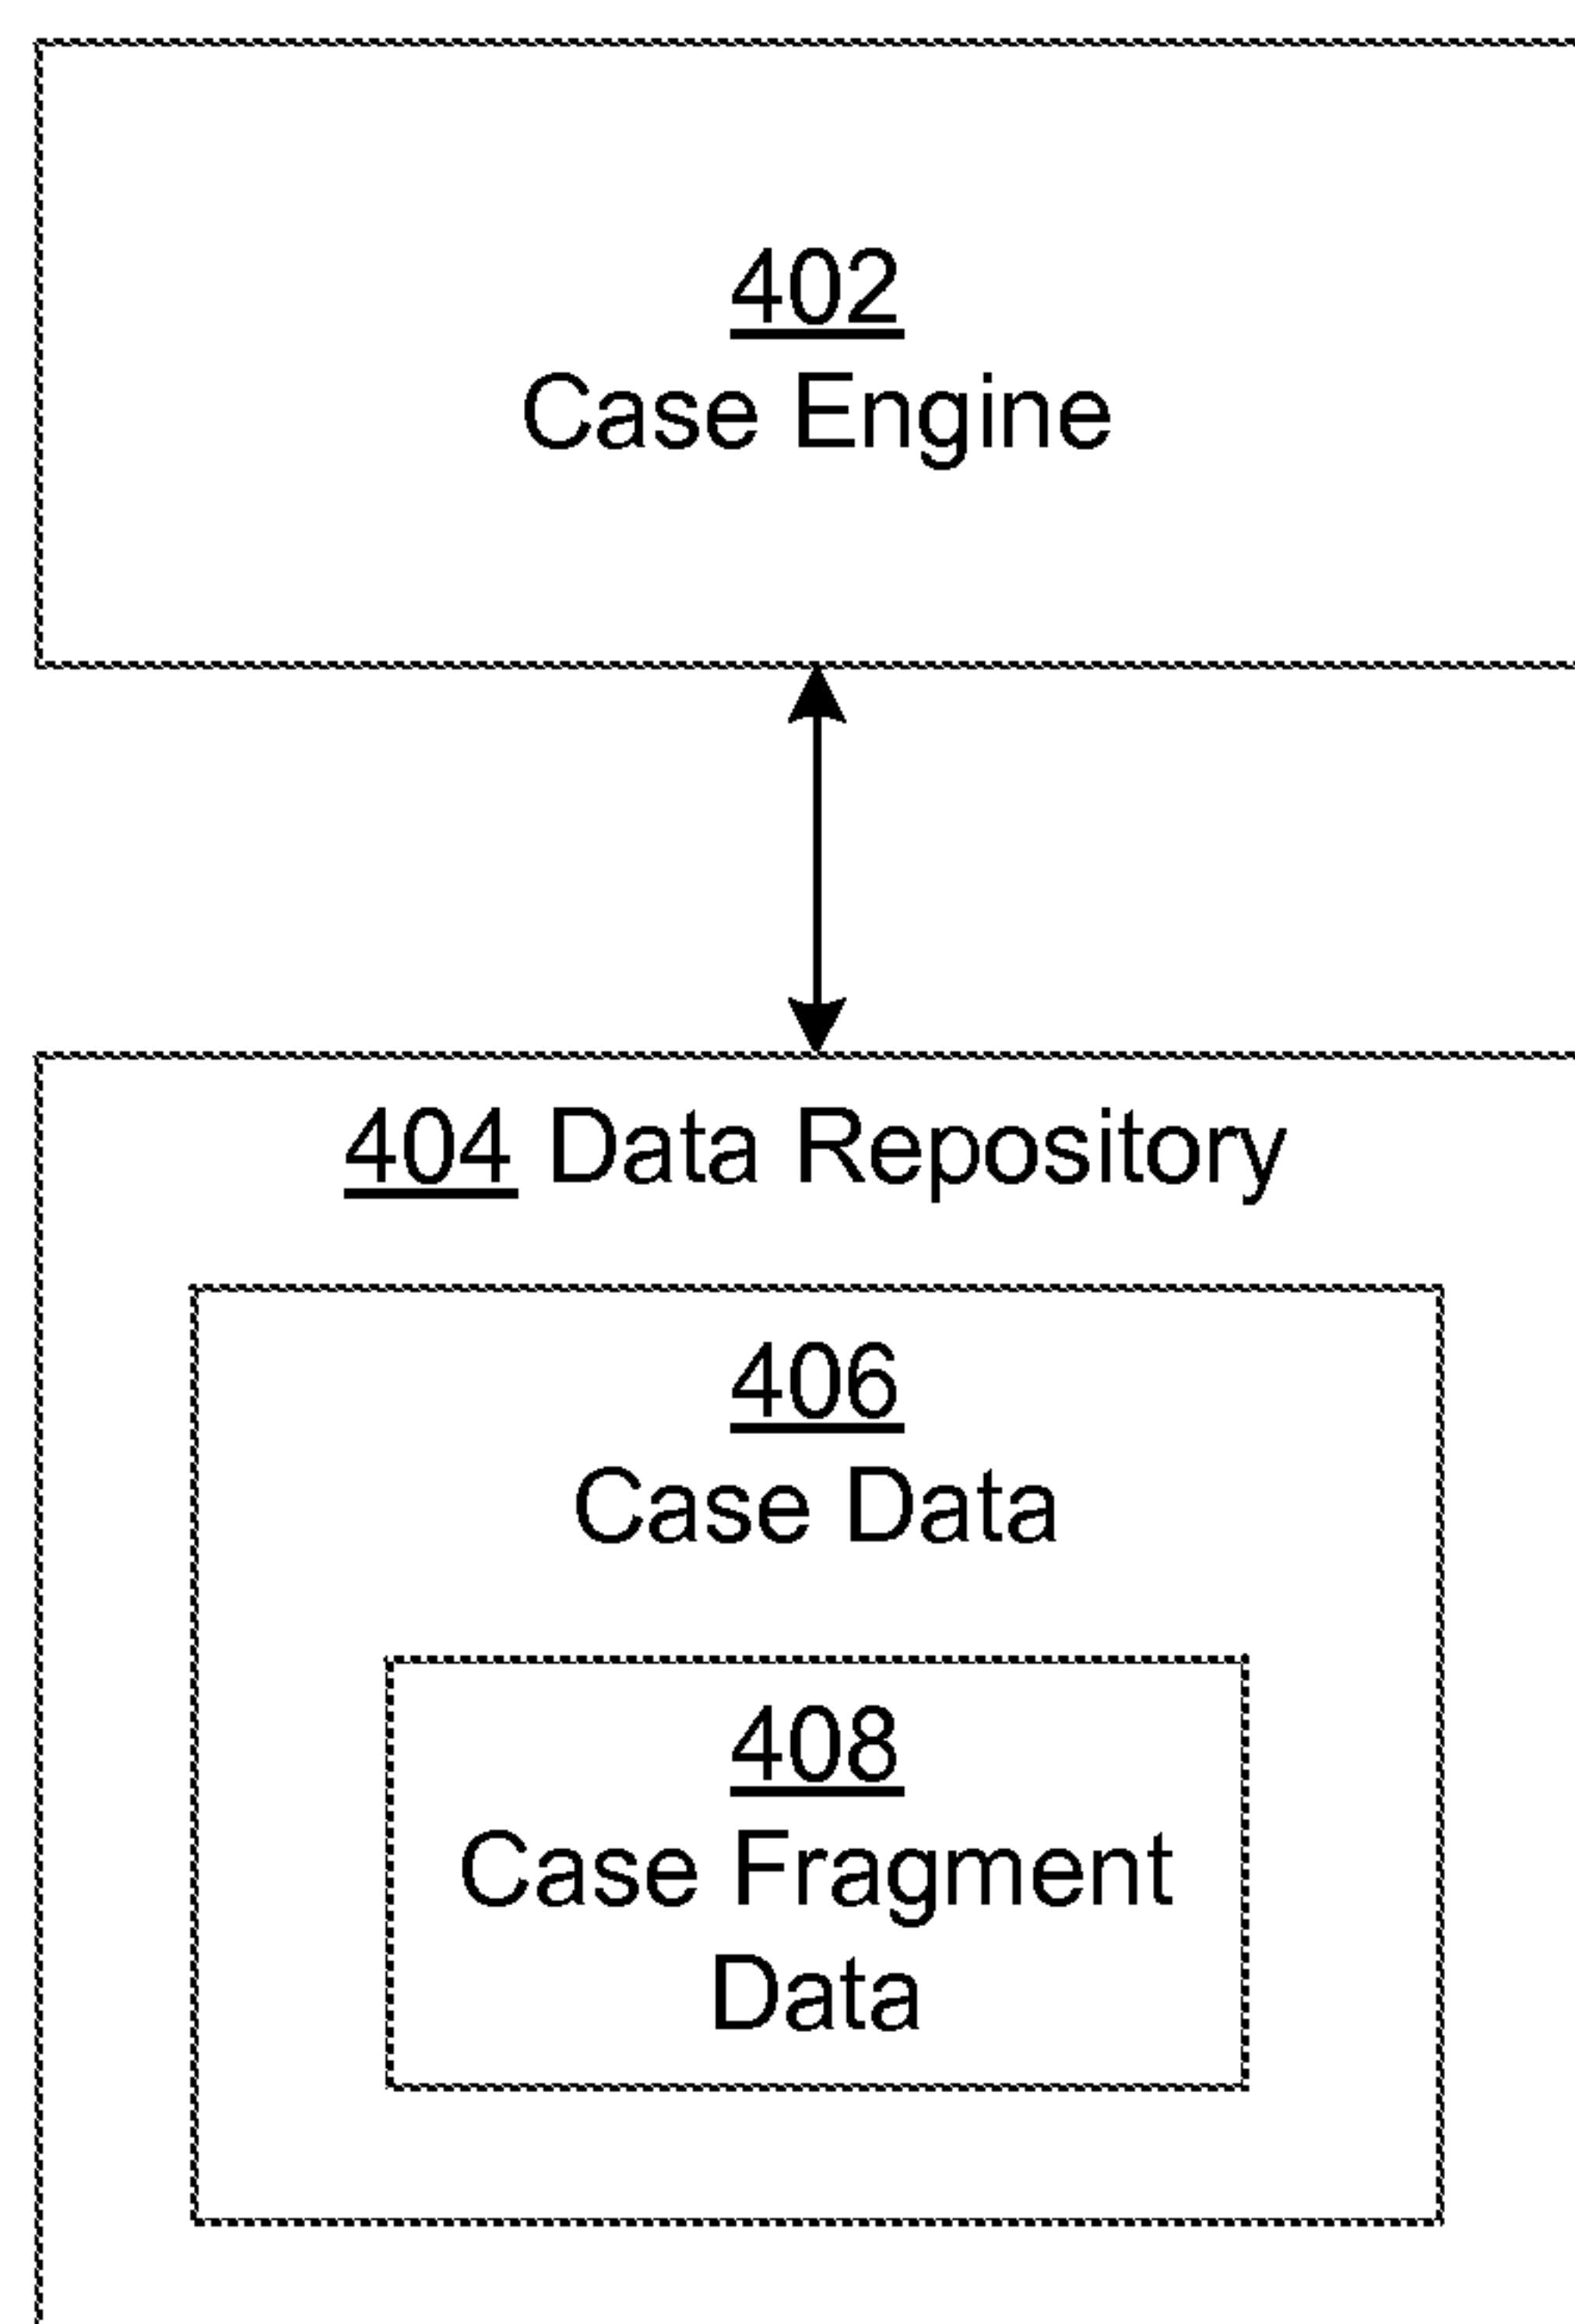 402
Case Engine
404 Data Repository
406
Case Data
408
Case Fragment
Data